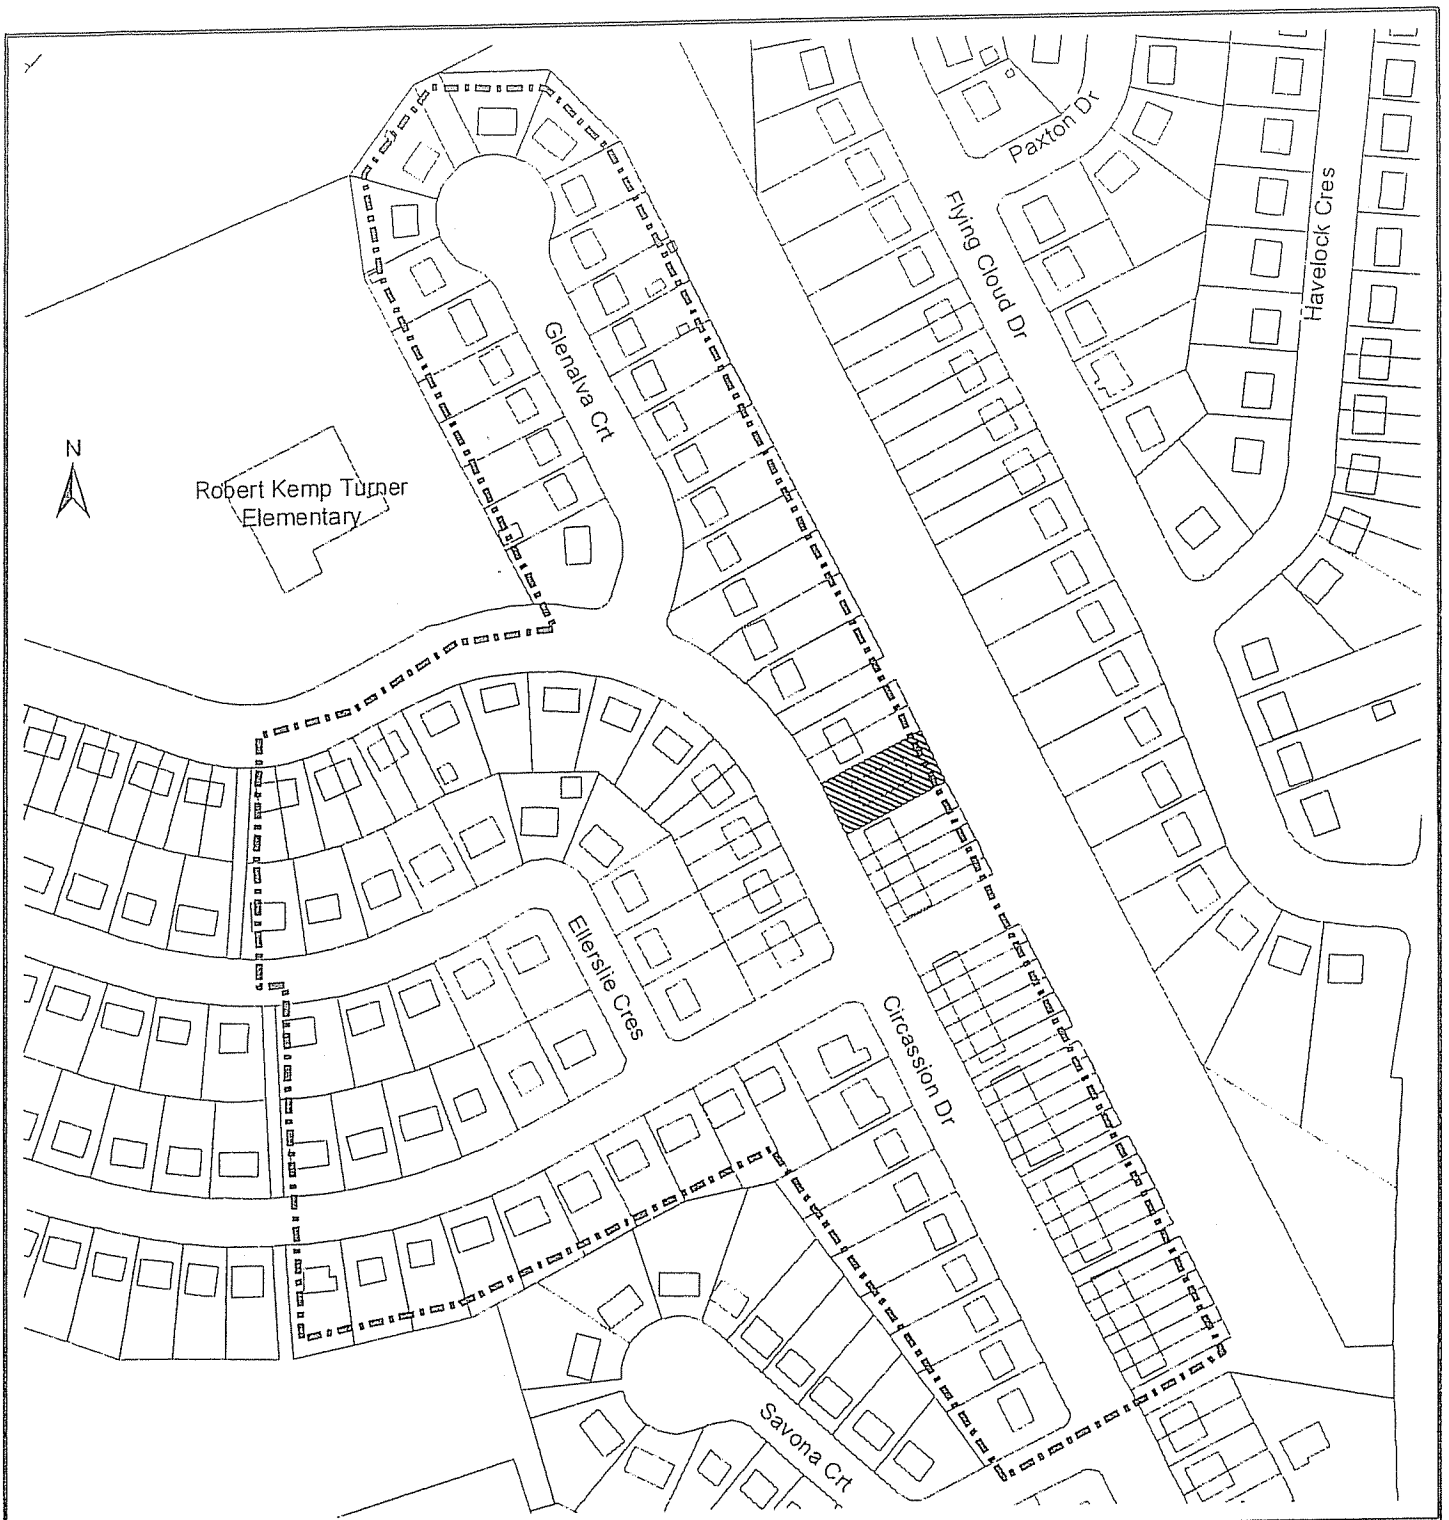 Paxton Dr
Flying Cloud Dr
Havelock Cres
Glenalva Crt
N
Robert Kemp Turner
Elementary
Ellerslie Cres
Circassion Dr
Savona Crt